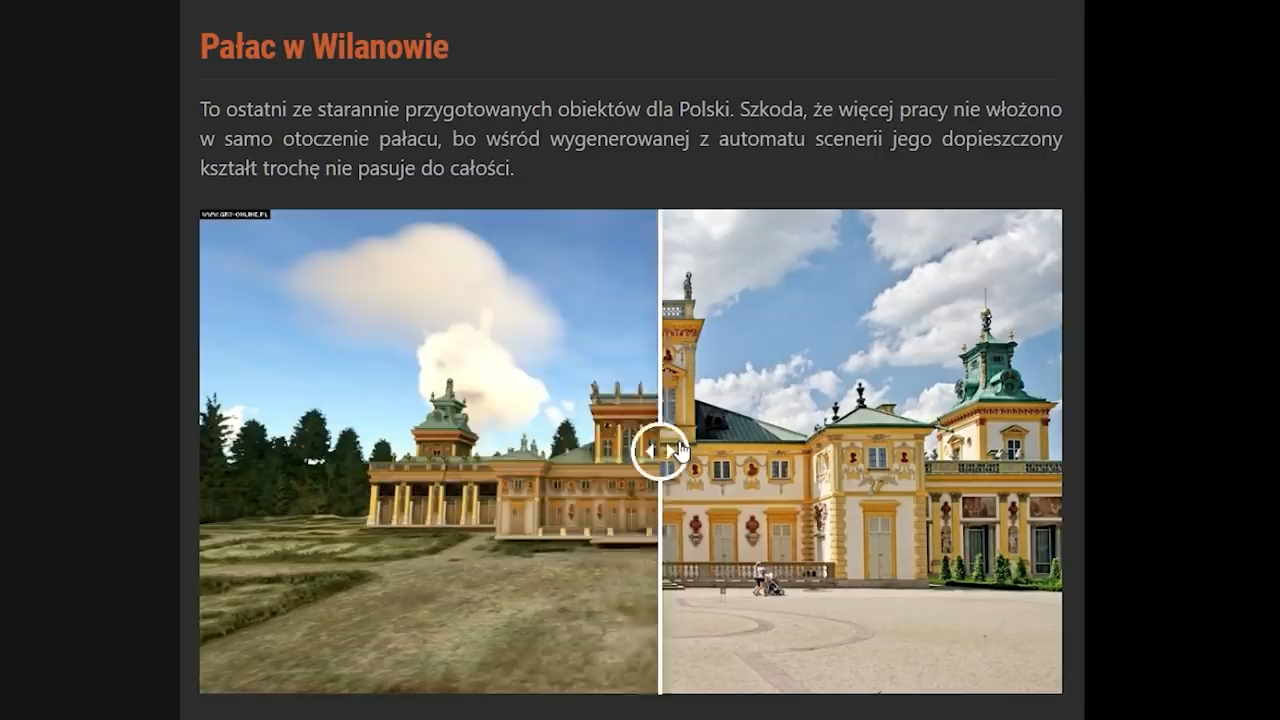 Pałac w Wilanowie
To ostatni ze starannie przygotowanych obiektów dla Polski. Szkoda, że więcej pracy nie włożono
w samo otoczenie pałacu, bo wśród wygenerowanej z automatu scenerii jego dopieszczony
kształt trochę nie pasuje do całości.
WWW.GRY-ONLINE.PL